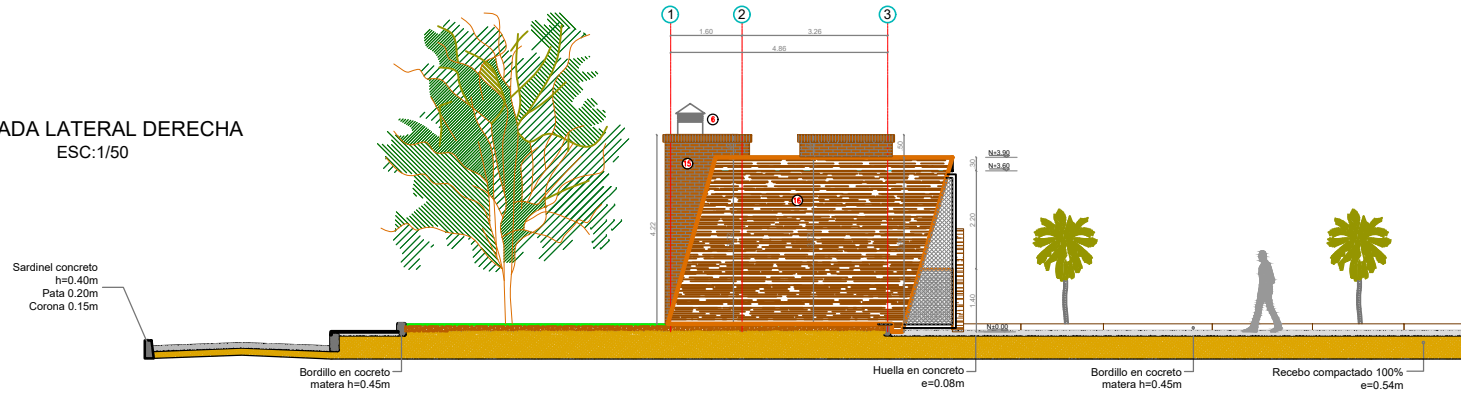 1
2
3
1.60
3.26
4.86
ADA LATERAL DERECHA
ESC:1/50
6
15
16
4.22
.50
N+3.90
.30
N+3.60
2.20
1.40
N±0.00
Sardinel concreto
h=0.40m
Pata 0.20m
Corona 0.15m
Bordillo en cocreto
matera h=0.45m
Huella en concreto
e=0.08m
Bordillo en cocreto
matera h=0.45m
Recebo compactado 100%
e=0.54m